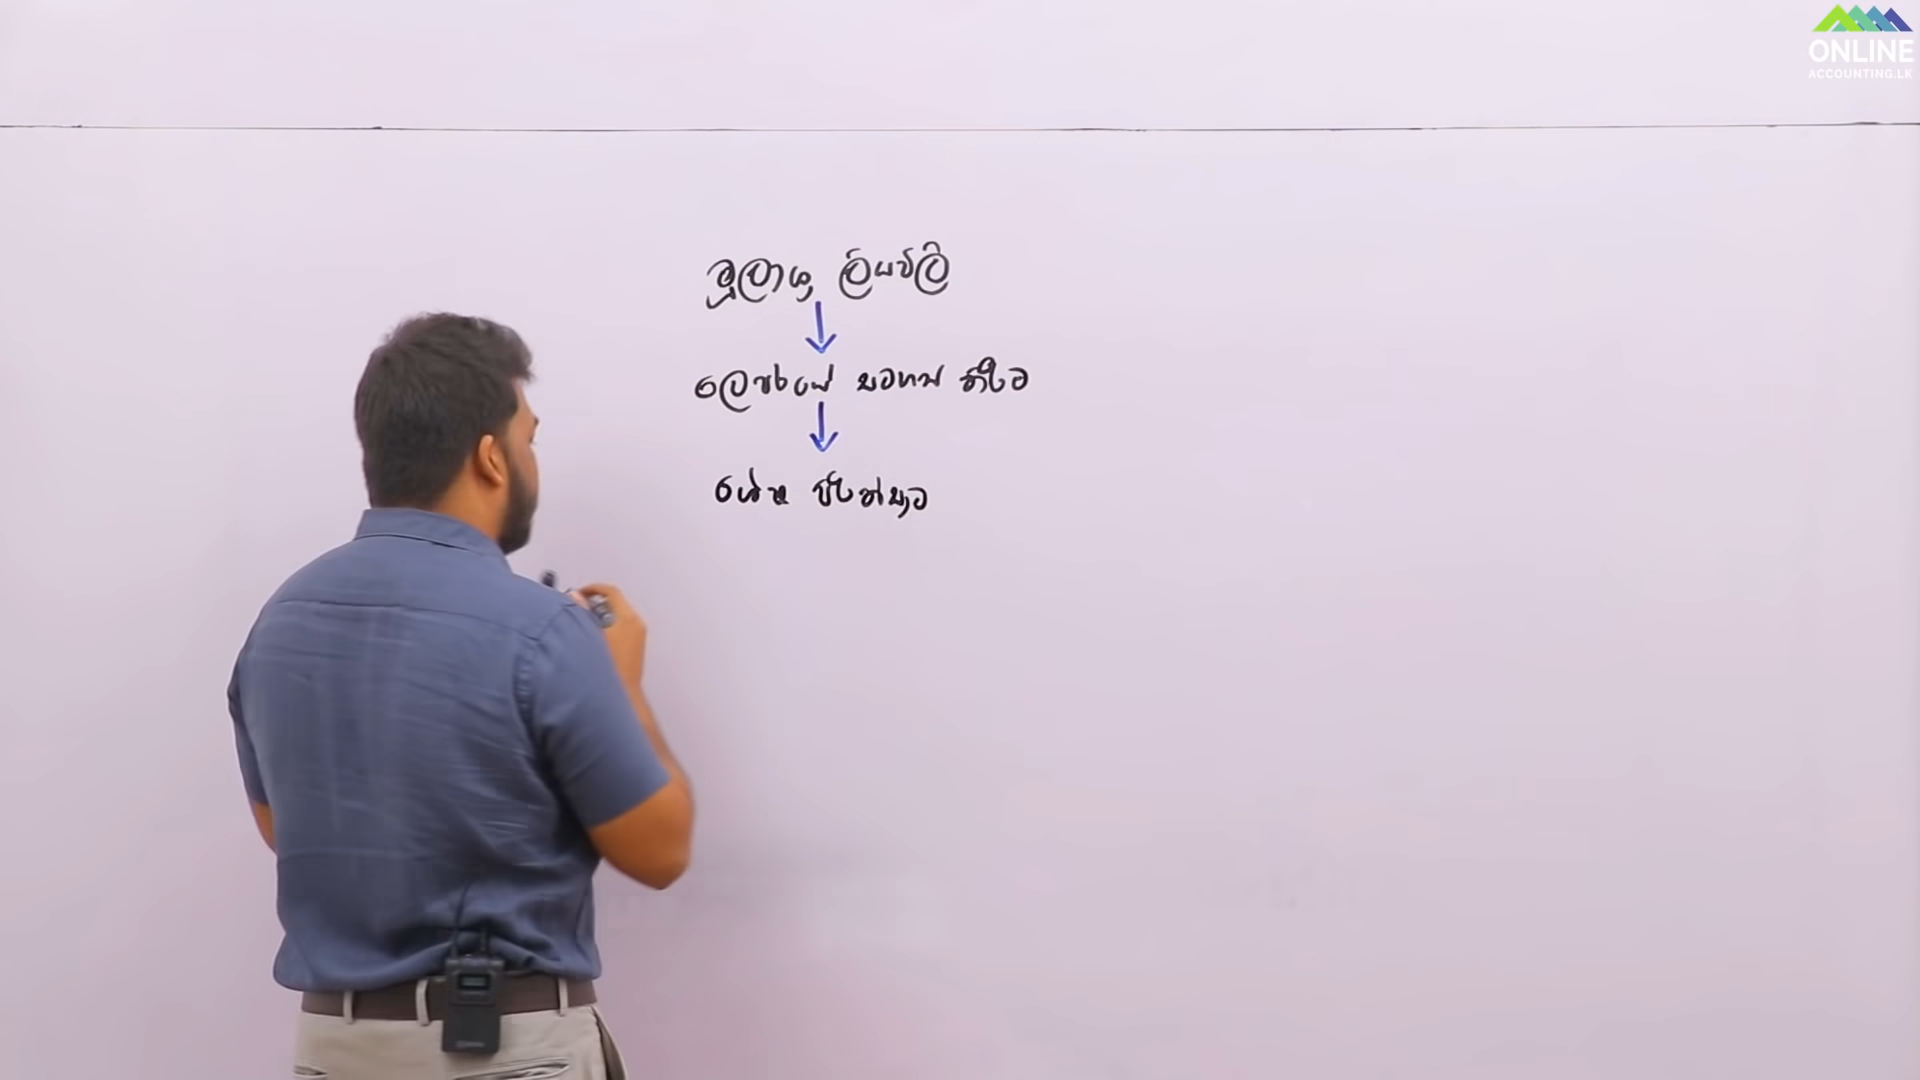 මූලාශ්‍ර ලියවිලි
ලෙජරයේ සටහන් කිරීම
ශේෂ පිරික්සුම
ONLINE
ACCOUNTING.LK